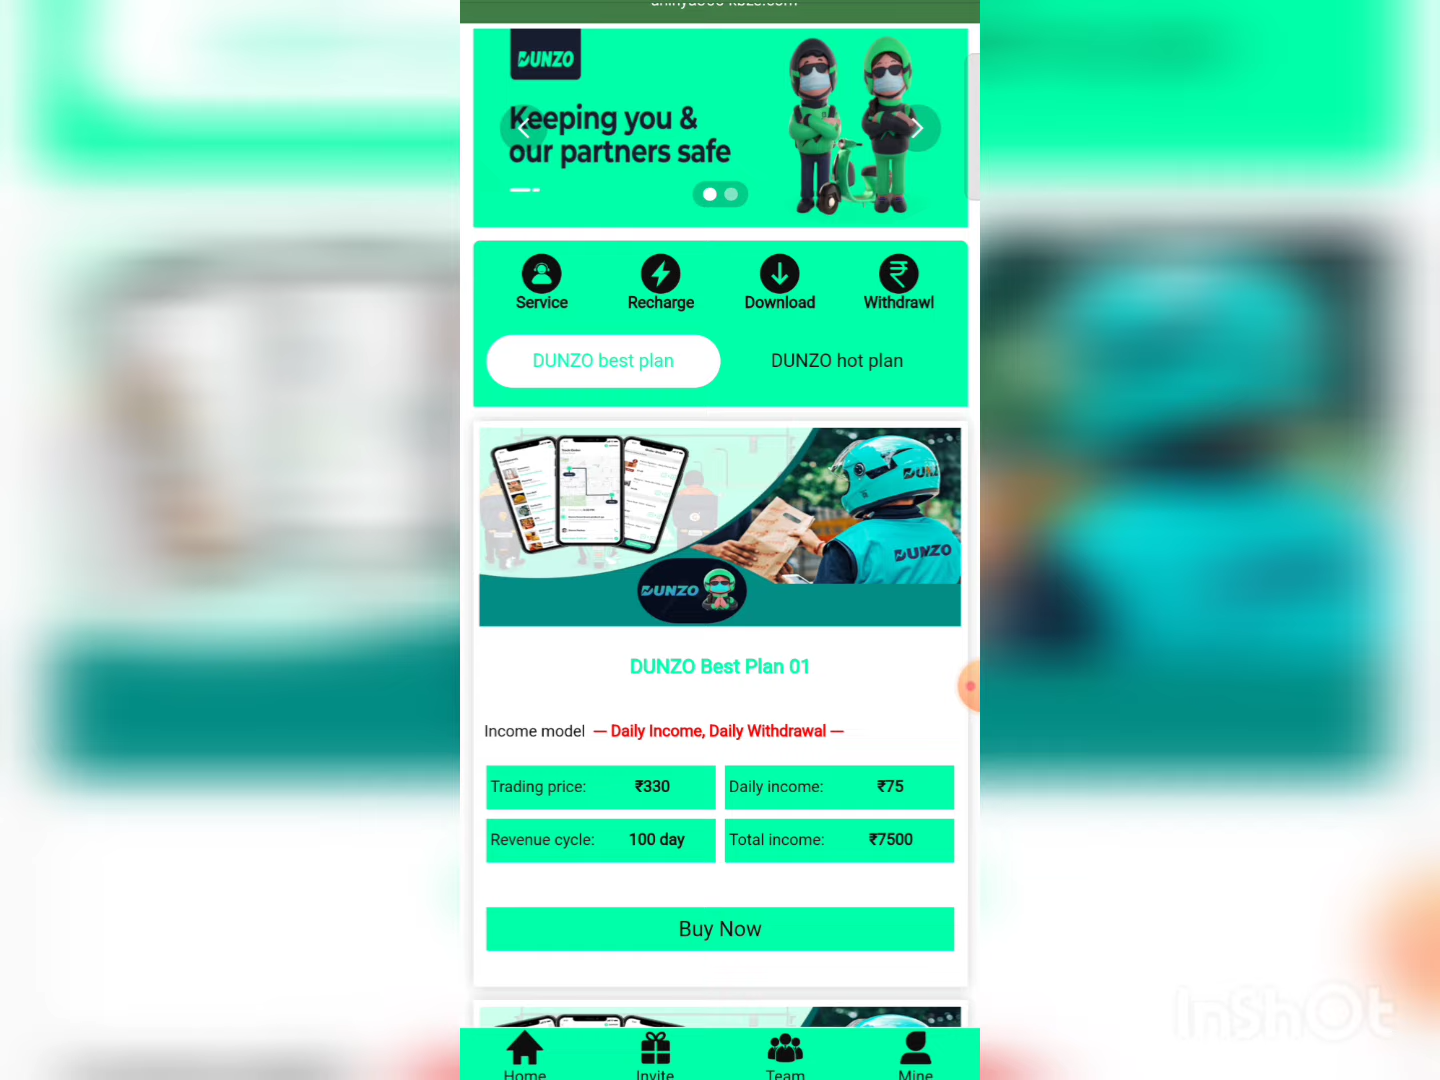 DUNZO
Keeping you &
our partners safe
Service
Recharge
Download
Withdrawl
DUNZO best plan
DUNZO hot plan
DUNZO
DUNZO
DUNZO Best Plan 01
Income model — Daily Income, Daily Withdrawal —
Trading price: ₹330
Daily income: ₹75
Revenue cycle: 100 day
Total income: ₹7500
Buy Now
Home
Invite
Team
Mine
InShOt